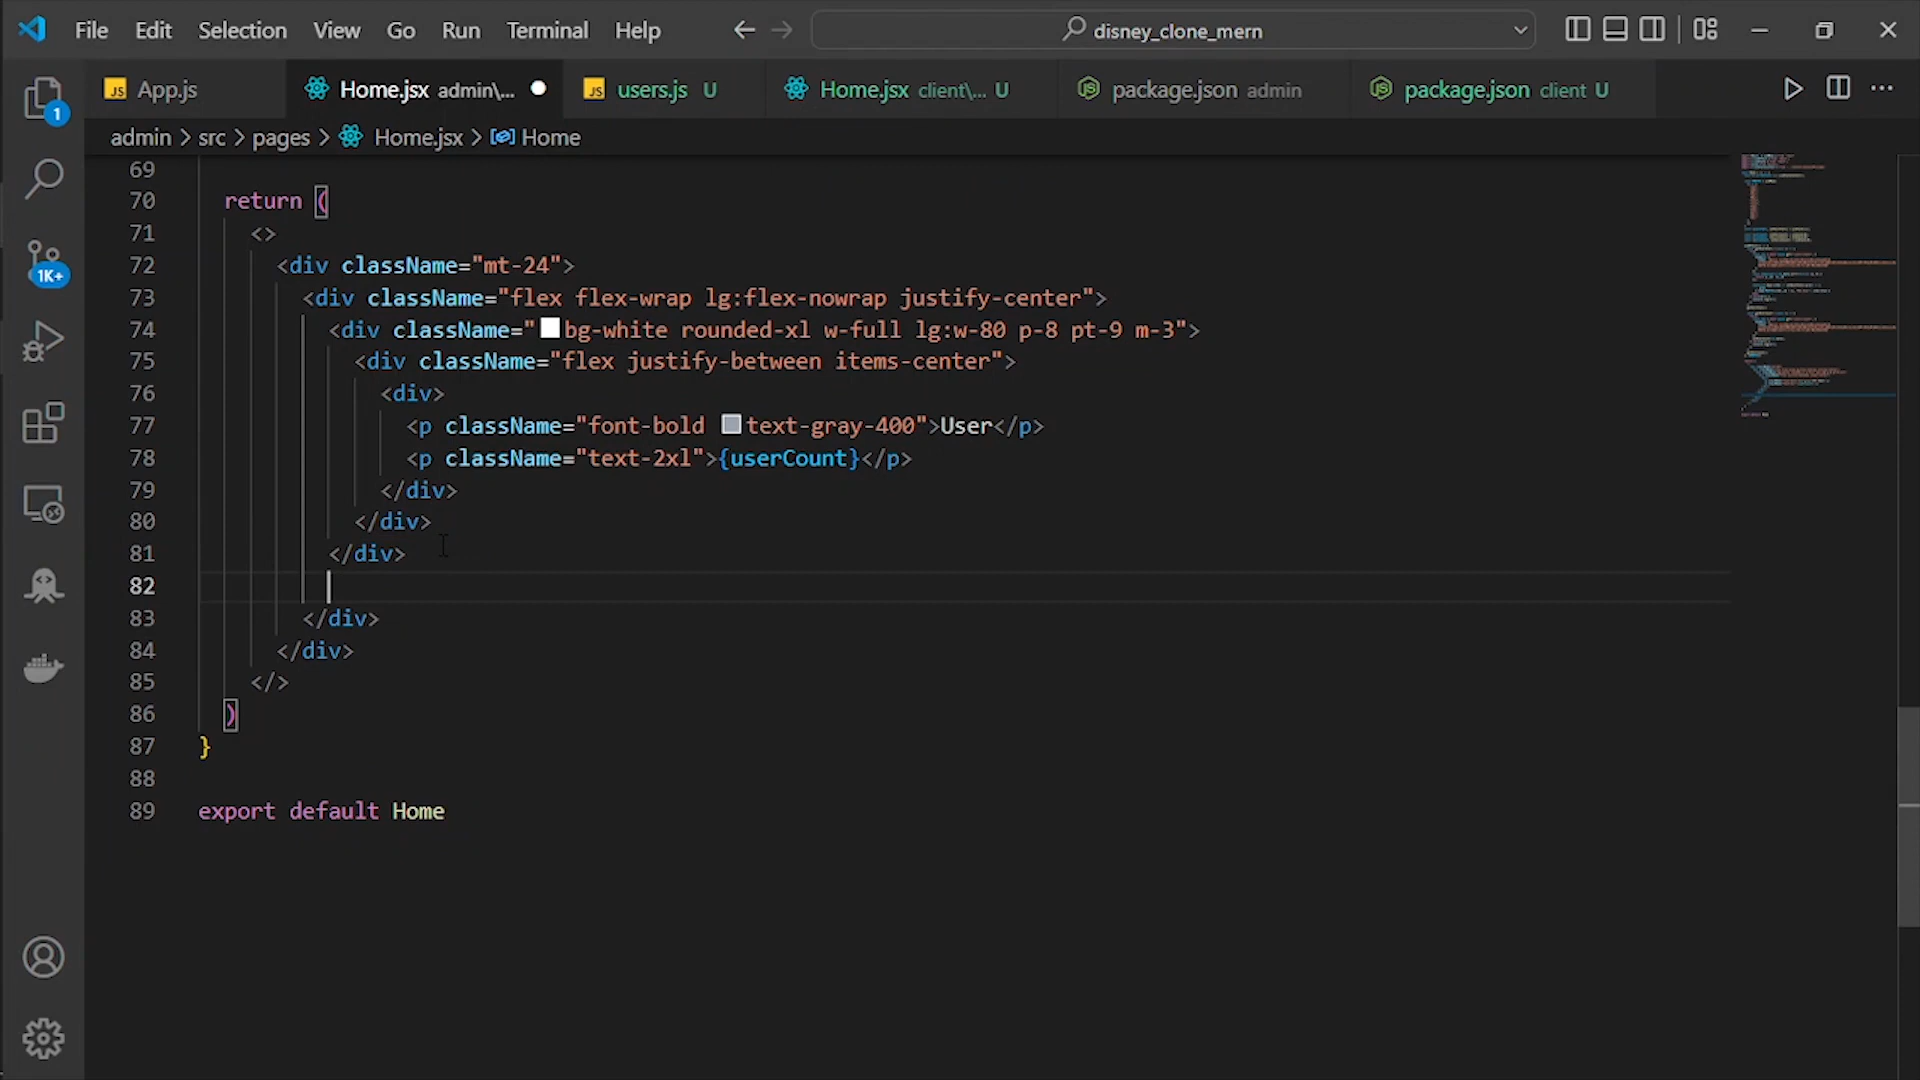 File Edit Selection View Go Run Terminal Help disney_clone_mern
App.js Home.jsx admin\... users.js U Home.jsx client\... U package.json admin package.json client U
admin > src > pages > Home.jsx > Home
69
70 return (
71 <>
72 <div className="mt-24">
73 <div className="flex flex-wrap lg:flex-nowrap justify-center">
74 <div className="bg-white rounded-xl w-full lg:w-80 p-8 pt-9 m-3">
75 <div className="flex justify-between items-center">
76 <div>
77 <p className="font-bold text-gray-400">User</p>
78 <p className="text-2xl">{userCount}</p>
79 </div>
80 </div>
81 </div>
82
83 </div>
84 </div>
85 </>
86 )
87 }
88
89 export default Home
1
1K+